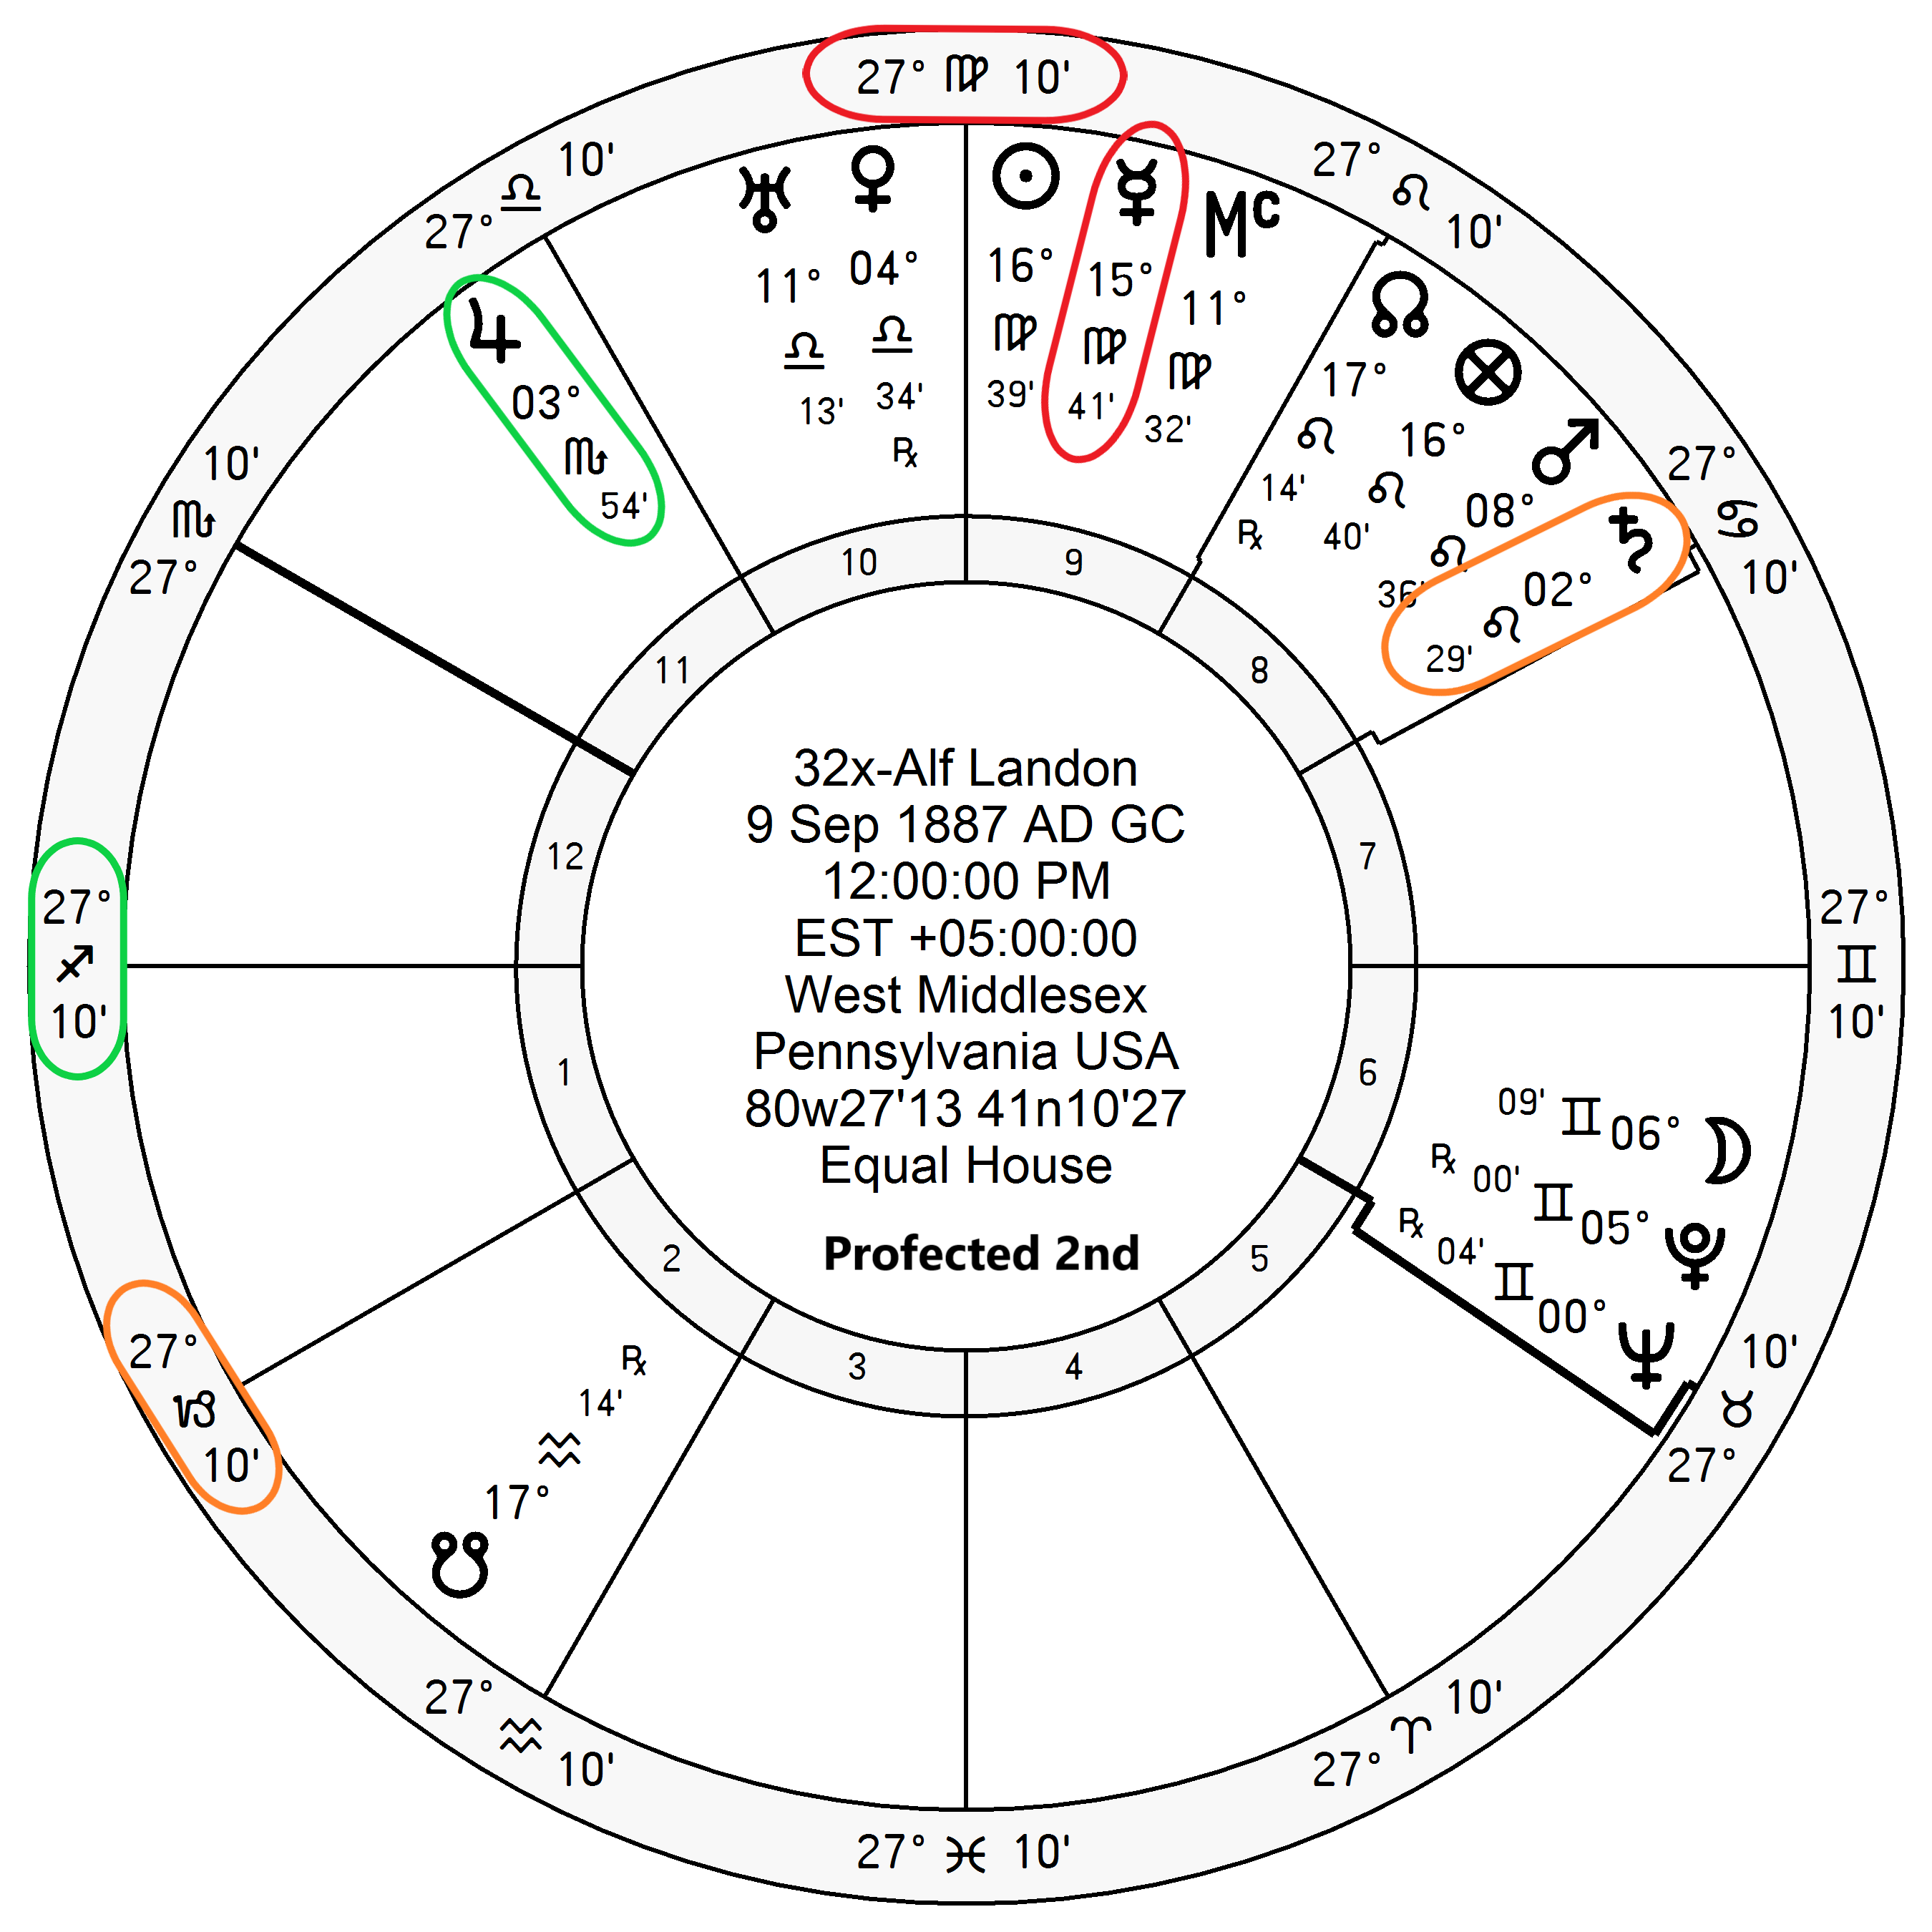 27° ♍ 10'
27° ♌ 10'
27° ♋ 10'
27° ♊ 10'
10' ♉ 27°
10' ♈ 27°
27° ♓ 10'
27° ♒ 10'
27° ♑ 10'
27° ♐ 10'
10' ♏ 27°
10' ♎ 27°
♃ 03° ♏ 54'
♅ 11° ♎ 13'
♀ 04° ♎ 34' ℞
☉ 16° ♍ 39'
☿ 15° ♍ 41'
MC 11° ♍ 32'
☊ 17° ♌ 14' ℞
⊗ 16° ♌ 40'
♂ 08° ♌ 36'
♄ 02° ♌ 29'
09' ♊ 06° ☽
℞ 00' ♊ 05° ♇
℞ 04' ♊ 00° ♆
☋ 17° ♒ 14' ℞
10
9
11
8
12
7
1
6
2
5
3
4
32x-Alf Landon
9 Sep 1887 AD GC
12:00:00 PM
EST +05:00:00
West Middlesex
Pennsylvania USA
80w27'13 41n10'27
Equal House
Profected 2nd